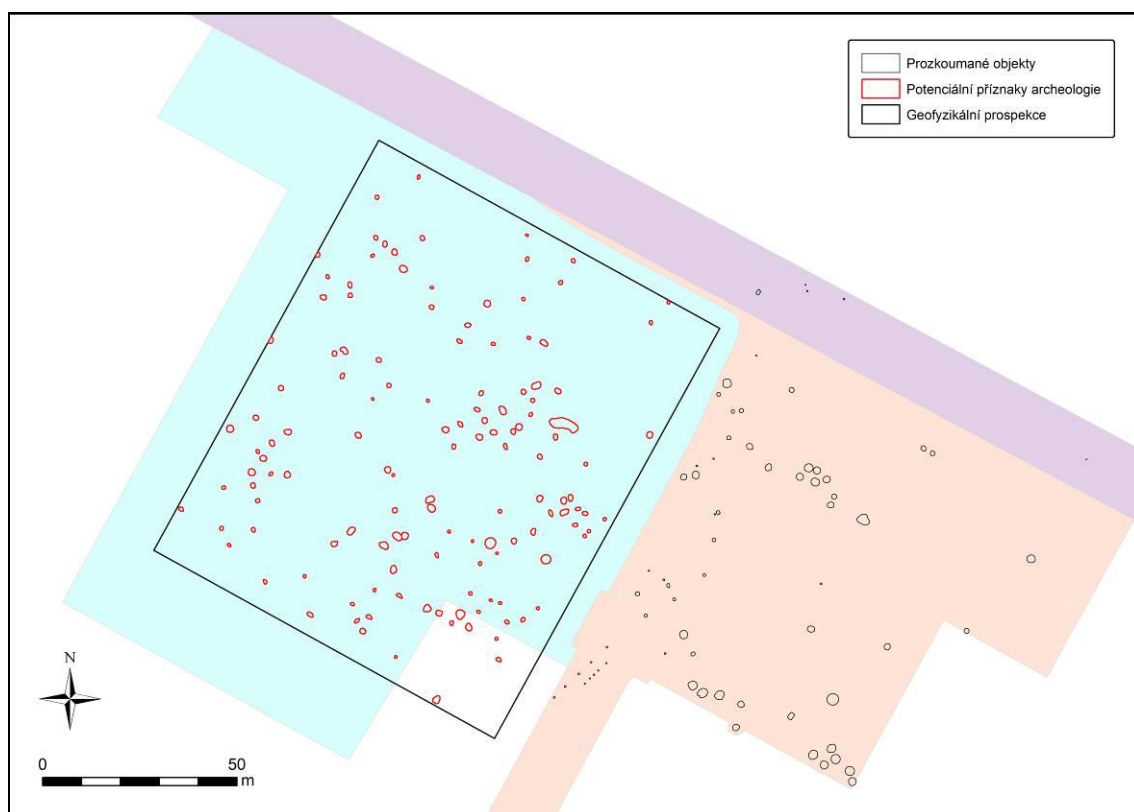 Prozkoumané objekty
Potenciální příznaky archeologie
Geofyzikální prospekce
N
0 50
m